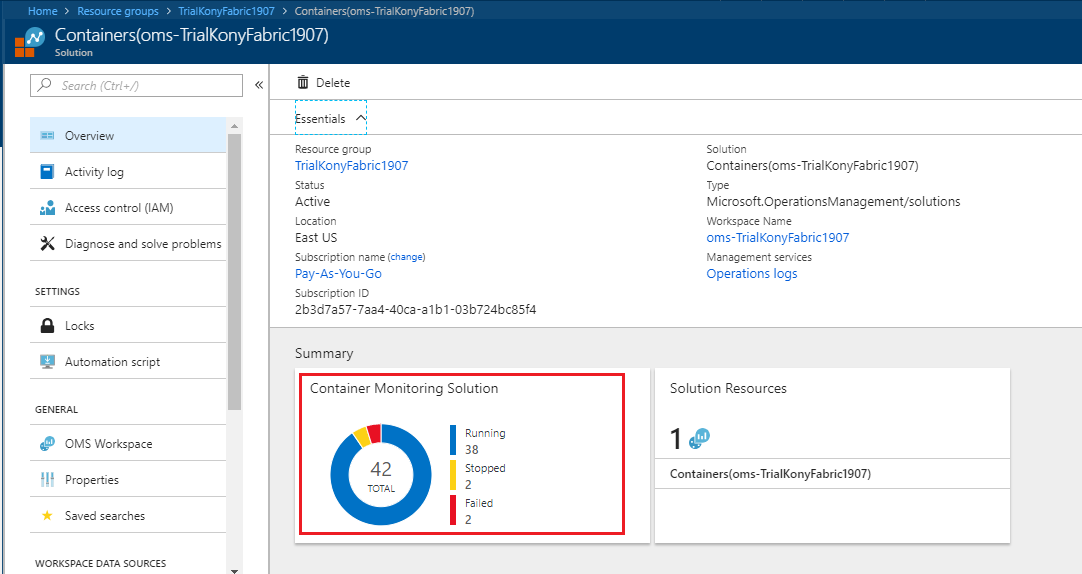 Home > Resource groups > TrialKonyFabric1907 > Containers(oms-TrialKonyFabric1907)
Containers(oms-TrialKonyFabric1907)
Solution
Search (Ctrl+/)
Overview
Activity log
Access control (IAM)
Diagnose and solve problems
SETTINGS
Locks
Automation script
GENERAL
OMS Workspace
Properties
Saved searches
WORKSPACE DATA SOURCES
Delete
Essentials
Resource group
TrialKonyFabric1907
Status
Active
Location
East US
Subscription name (change)
Pay-As-You-Go
Subscription ID
2b3d7a57-7aa4-40ca-a1b1-03b724bc85f4
Solution
Containers(oms-TrialKonyFabric1907)
Type
Microsoft.OperationsManagement/solutions
Workspace Name
oms-TrialKonyFabric1907
Management services
Operations logs
Summary
Container Monitoring Solution
42
TOTAL
Running
38
Stopped
2
Failed
2
Solution Resources
1
Containers(oms-TrialKonyFabric1907)